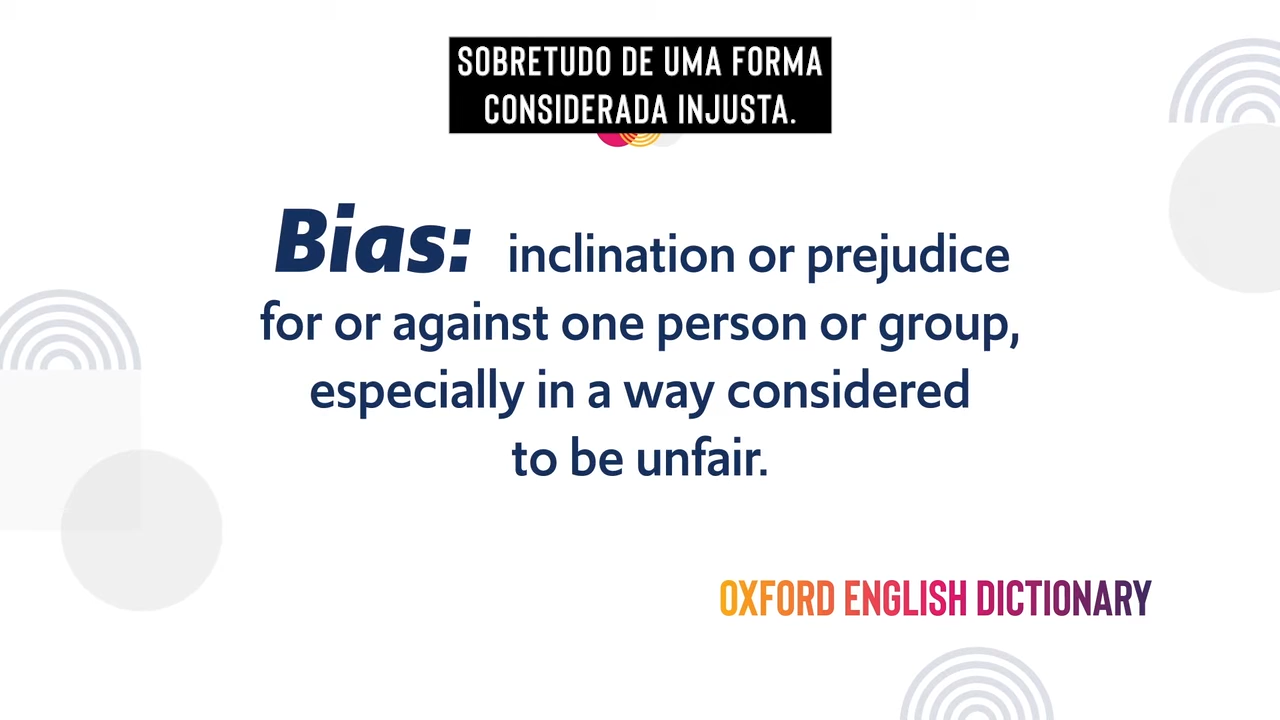 SOBRETUDO DE UMA FORMA
CONSIDERADA INJUSTA.
Bias: inclination or prejudice
for or against one person or group,
especially in a way considered
to be unfair.
OXFORD ENGLISH DICTIONARY